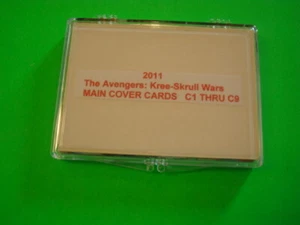 2011
The Avengers: Kree-Skrull Wars
MAIN COVER CARDS C1 THRU C9